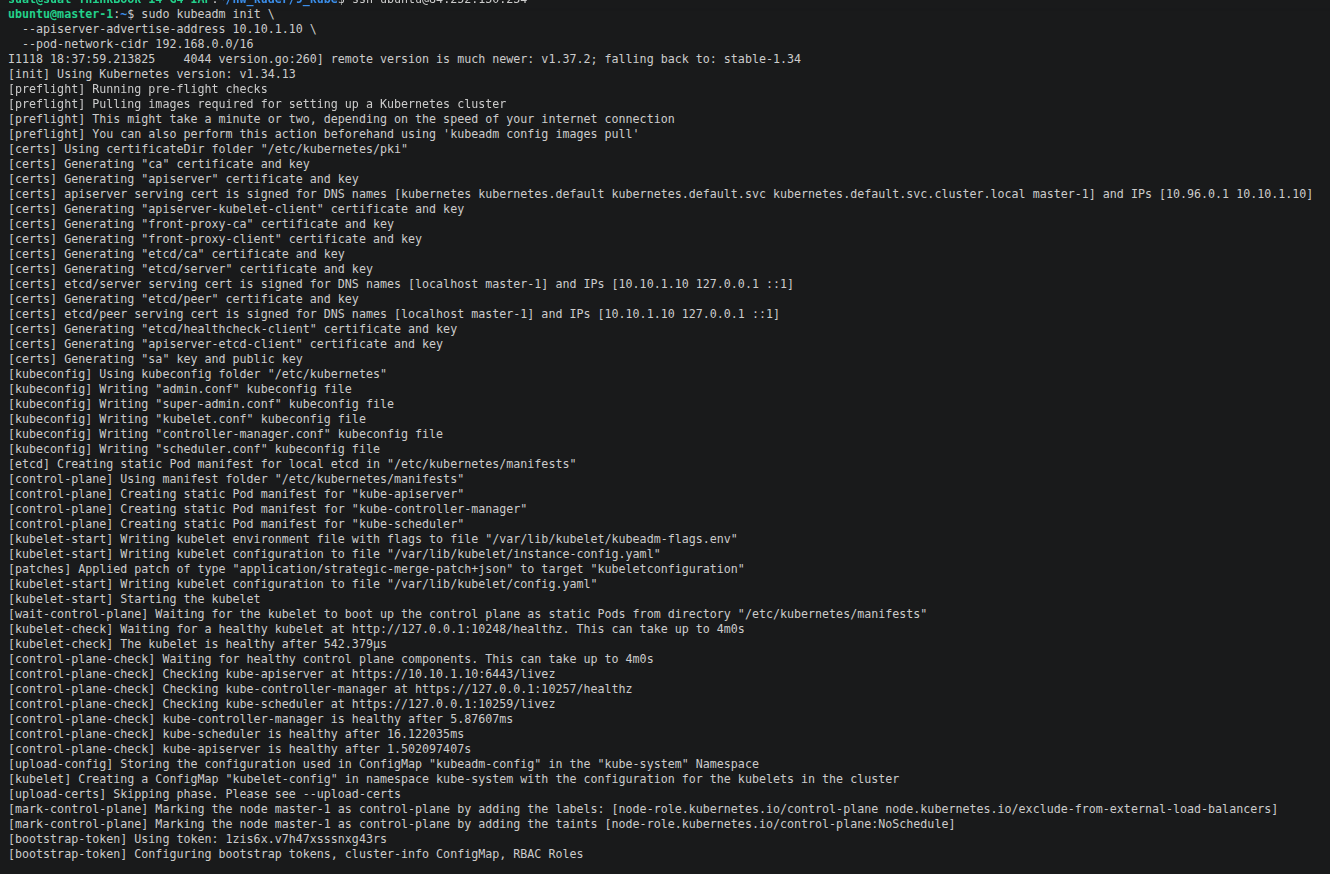 ubuntu@master-1:~$ sudo kubeadm init \
  --apiserver-advertise-address 10.10.1.10 \
  --pod-network-cidr 192.168.0.0/16
I1118 18:37:59.213825    4044 version.go:260] remote version is much newer: v1.37.2; falling back to: stable-1.34
[init] Using Kubernetes version: v1.34.13
[preflight] Running pre-flight checks
[preflight] Pulling images required for setting up a Kubernetes cluster
[preflight] This might take a minute or two, depending on the speed of your internet connection
[preflight] You can also perform this action beforehand using 'kubeadm config images pull'
[certs] Using certificateDir folder "/etc/kubernetes/pki"
[certs] Generating "ca" certificate and key
[certs] Generating "apiserver" certificate and key
[certs] apiserver serving cert is signed for DNS names [kubernetes kubernetes.default kubernetes.default.svc kubernetes.default.svc.cluster.local master-1] and IPs [10.96.0.1 10.10.1.10]
[certs] Generating "apiserver-kubelet-client" certificate and key
[certs] Generating "front-proxy-ca" certificate and key
[certs] Generating "front-proxy-client" certificate and key
[certs] Generating "etcd/ca" certificate and key
[certs] Generating "etcd/server" certificate and key
[certs] etcd/server serving cert is signed for DNS names [localhost master-1] and IPs [10.10.1.10 127.0.0.1 ::1]
[certs] Generating "etcd/peer" certificate and key
[certs] etcd/peer serving cert is signed for DNS names [localhost master-1] and IPs [10.10.1.10 127.0.0.1 ::1]
[certs] Generating "etcd/healthcheck-client" certificate and key
[certs] Generating "apiserver-etcd-client" certificate and key
[certs] Generating "sa" key and public key
[kubeconfig] Using kubeconfig folder "/etc/kubernetes"
[kubeconfig] Writing "admin.conf" kubeconfig file
[kubeconfig] Writing "super-admin.conf" kubeconfig file
[kubeconfig] Writing "kubelet.conf" kubeconfig file
[kubeconfig] Writing "controller-manager.conf" kubeconfig file
[kubeconfig] Writing "scheduler.conf" kubeconfig file
[etcd] Creating static Pod manifest for local etcd in "/etc/kubernetes/manifests"
[control-plane] Using manifest folder "/etc/kubernetes/manifests"
[control-plane] Creating static Pod manifest for "kube-apiserver"
[control-plane] Creating static Pod manifest for "kube-controller-manager"
[control-plane] Creating static Pod manifest for "kube-scheduler"
[kubelet-start] Writing kubelet environment file with flags to file "/var/lib/kubelet/kubeadm-flags.env"
[kubelet-start] Writing kubelet configuration to file "/var/lib/kubelet/instance-config.yaml"
[patches] Applied patch of type "application/strategic-merge-patch+json" to target "kubeletconfiguration"
[kubelet-start] Writing kubelet configuration to file "/var/lib/kubelet/config.yaml"
[kubelet-start] Starting the kubelet
[wait-control-plane] Waiting for the kubelet to boot up the control plane as static Pods from directory "/etc/kubernetes/manifests"
[kubelet-check] Waiting for a healthy kubelet at http://127.0.0.1:10248/healthz. This can take up to 4m0s
[kubelet-check] The kubelet is healthy after 542.379µs
[control-plane-check] Waiting for healthy control plane components. This can take up to 4m0s
[control-plane-check] Checking kube-apiserver at https://10.10.1.10:6443/livez
[control-plane-check] Checking kube-controller-manager at https://127.0.0.1:10257/healthz
[control-plane-check] Checking kube-scheduler at https://127.0.0.1:10259/livez
[control-plane-check] kube-controller-manager is healthy after 5.87607ms
[control-plane-check] kube-scheduler is healthy after 16.122035ms
[control-plane-check] kube-apiserver is healthy after 1.502097407s
[upload-config] Storing the configuration used in ConfigMap "kubeadm-config" in the "kube-system" Namespace
[kubelet] Creating a ConfigMap "kubelet-config" in namespace kube-system with the configuration for the kubelets in the cluster
[upload-certs] Skipping phase. Please see --upload-certs
[mark-control-plane] Marking the node master-1 as control-plane by adding the labels: [node-role.kubernetes.io/control-plane node.kubernetes.io/exclude-from-external-load-balancers]
[mark-control-plane] Marking the node master-1 as control-plane by adding the taints [node-role.kubernetes.io/control-plane:NoSchedule]
[bootstrap-token] Using token: 1zis6x.v7h47xsssnxg43rs
[bootstrap-token] Configuring bootstrap tokens, cluster-info ConfigMap, RBAC Roles